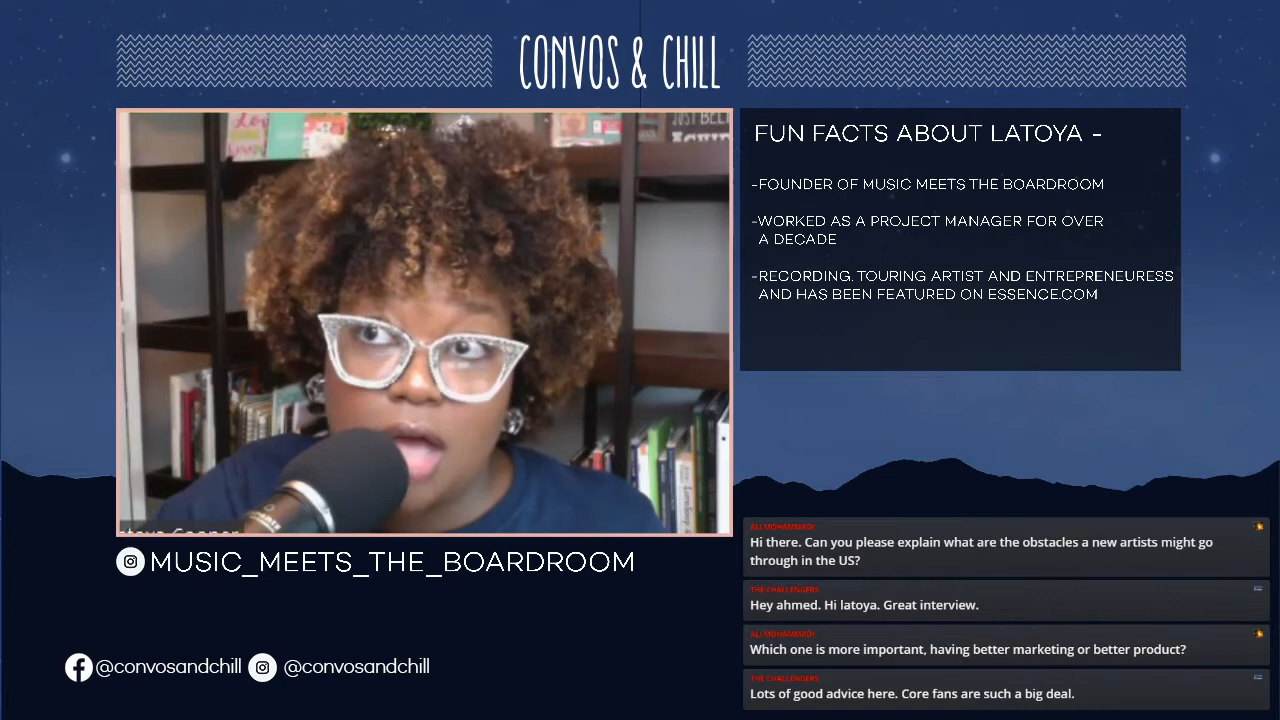 CONVOS & CHILL
FUN FACTS ABOUT LATOYA -
-FOUNDER OF MUSIC MEETS THE BOARDROOM
-WORKED AS A PROJECT MANAGER FOR OVER
A DECADE
-RECORDING, TOURING ARTIST AND ENTREPRENEURESS
AND HAS BEEN FEATURED ON ESSENCE.COM
JUST BE
MUSIC_MEETS_THE_BOARDROOM
@convosandchill @convosandchill
ALI MOHAMMADI
Hi there. Can you please explain what are the obstacles a new artists might go
through in the US?
THE CHALLENGERS
Hey ahmed. Hi latoya. Great interview.
ALI MOHAMMADI
Which one is more important, having better marketing or better product?
THE CHALLENGERS
Lots of good advice here. Core fans are such a big deal.